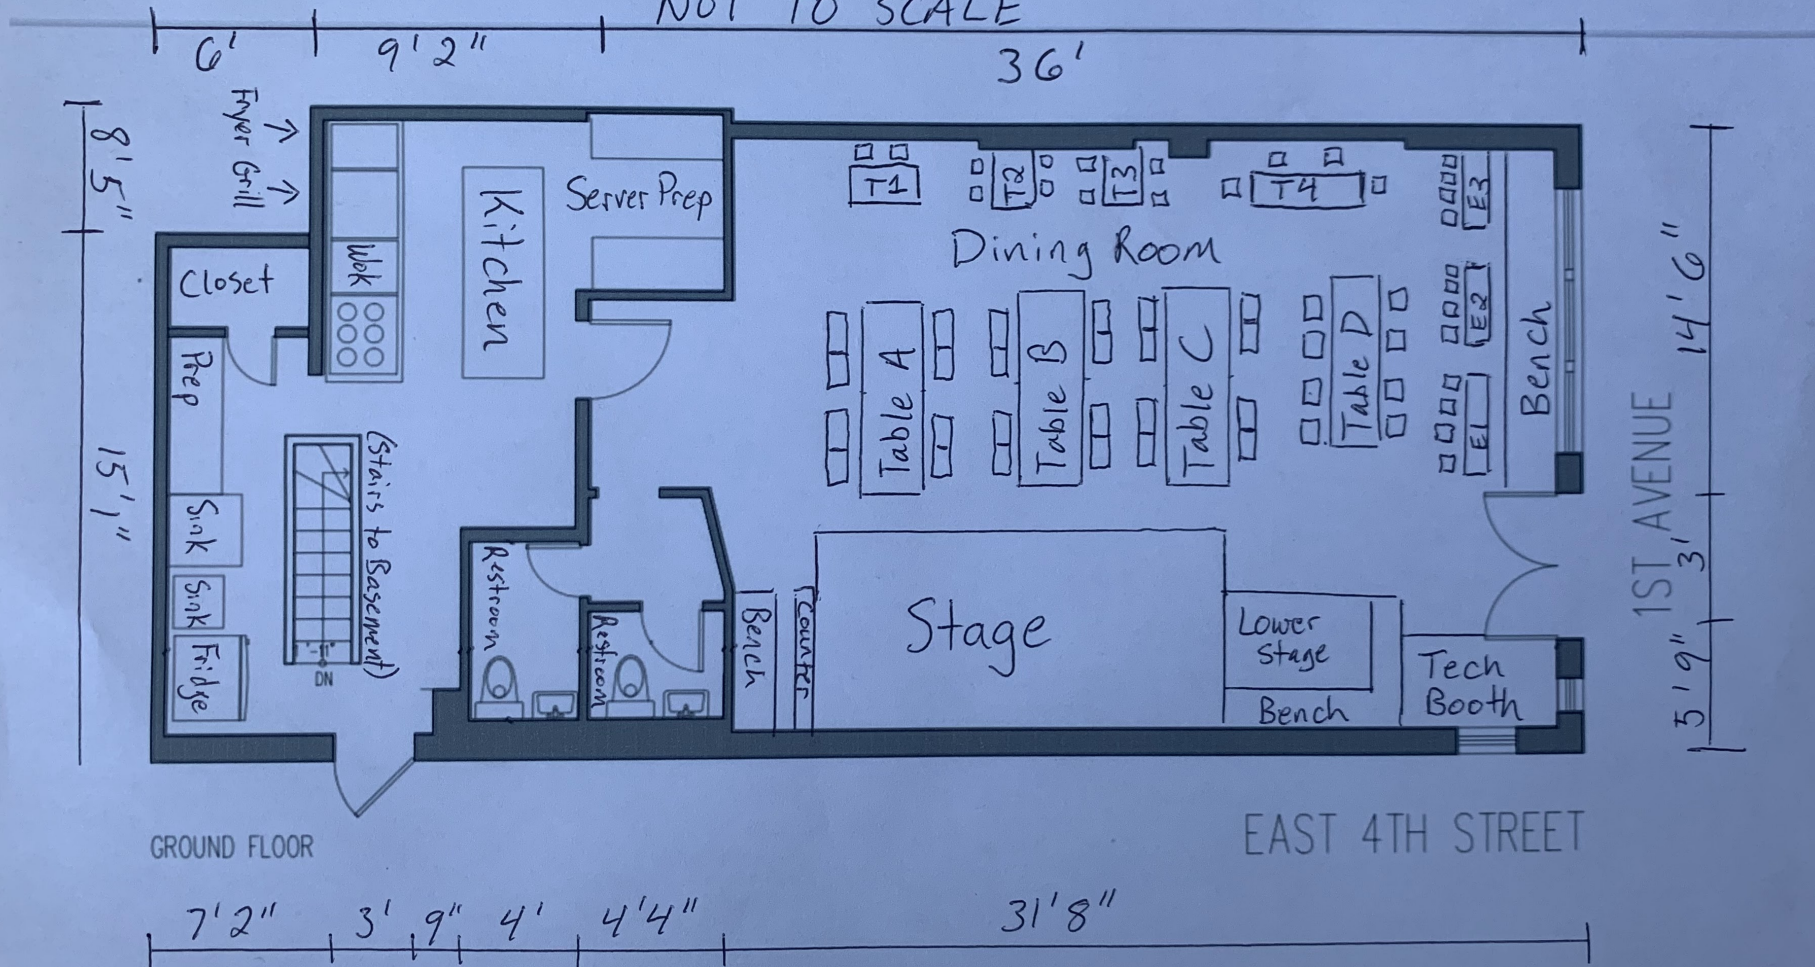 NOT TO SCALE
6'
9'2"
36'
8'5"
15'1"
Fryer
Grill
Closet
Wok
Kitchen
Server Prep
Prep
Sink
Sink
Fridge
(Stairs to Basement)
DN
Restroom
Restroom
T1
T2
T3
T4
E3
E2
E1
Dining Room
Table A
Table B
Table C
Table D
Bench
Bench
Counter
Stage
Lower
Stage
Bench
Tech
Booth
14'6"
3'
5'9"
1ST AVENUE
EAST 4TH STREET
GROUND FLOOR
7'2"
3'
9"
4'
4'4"
31'8"